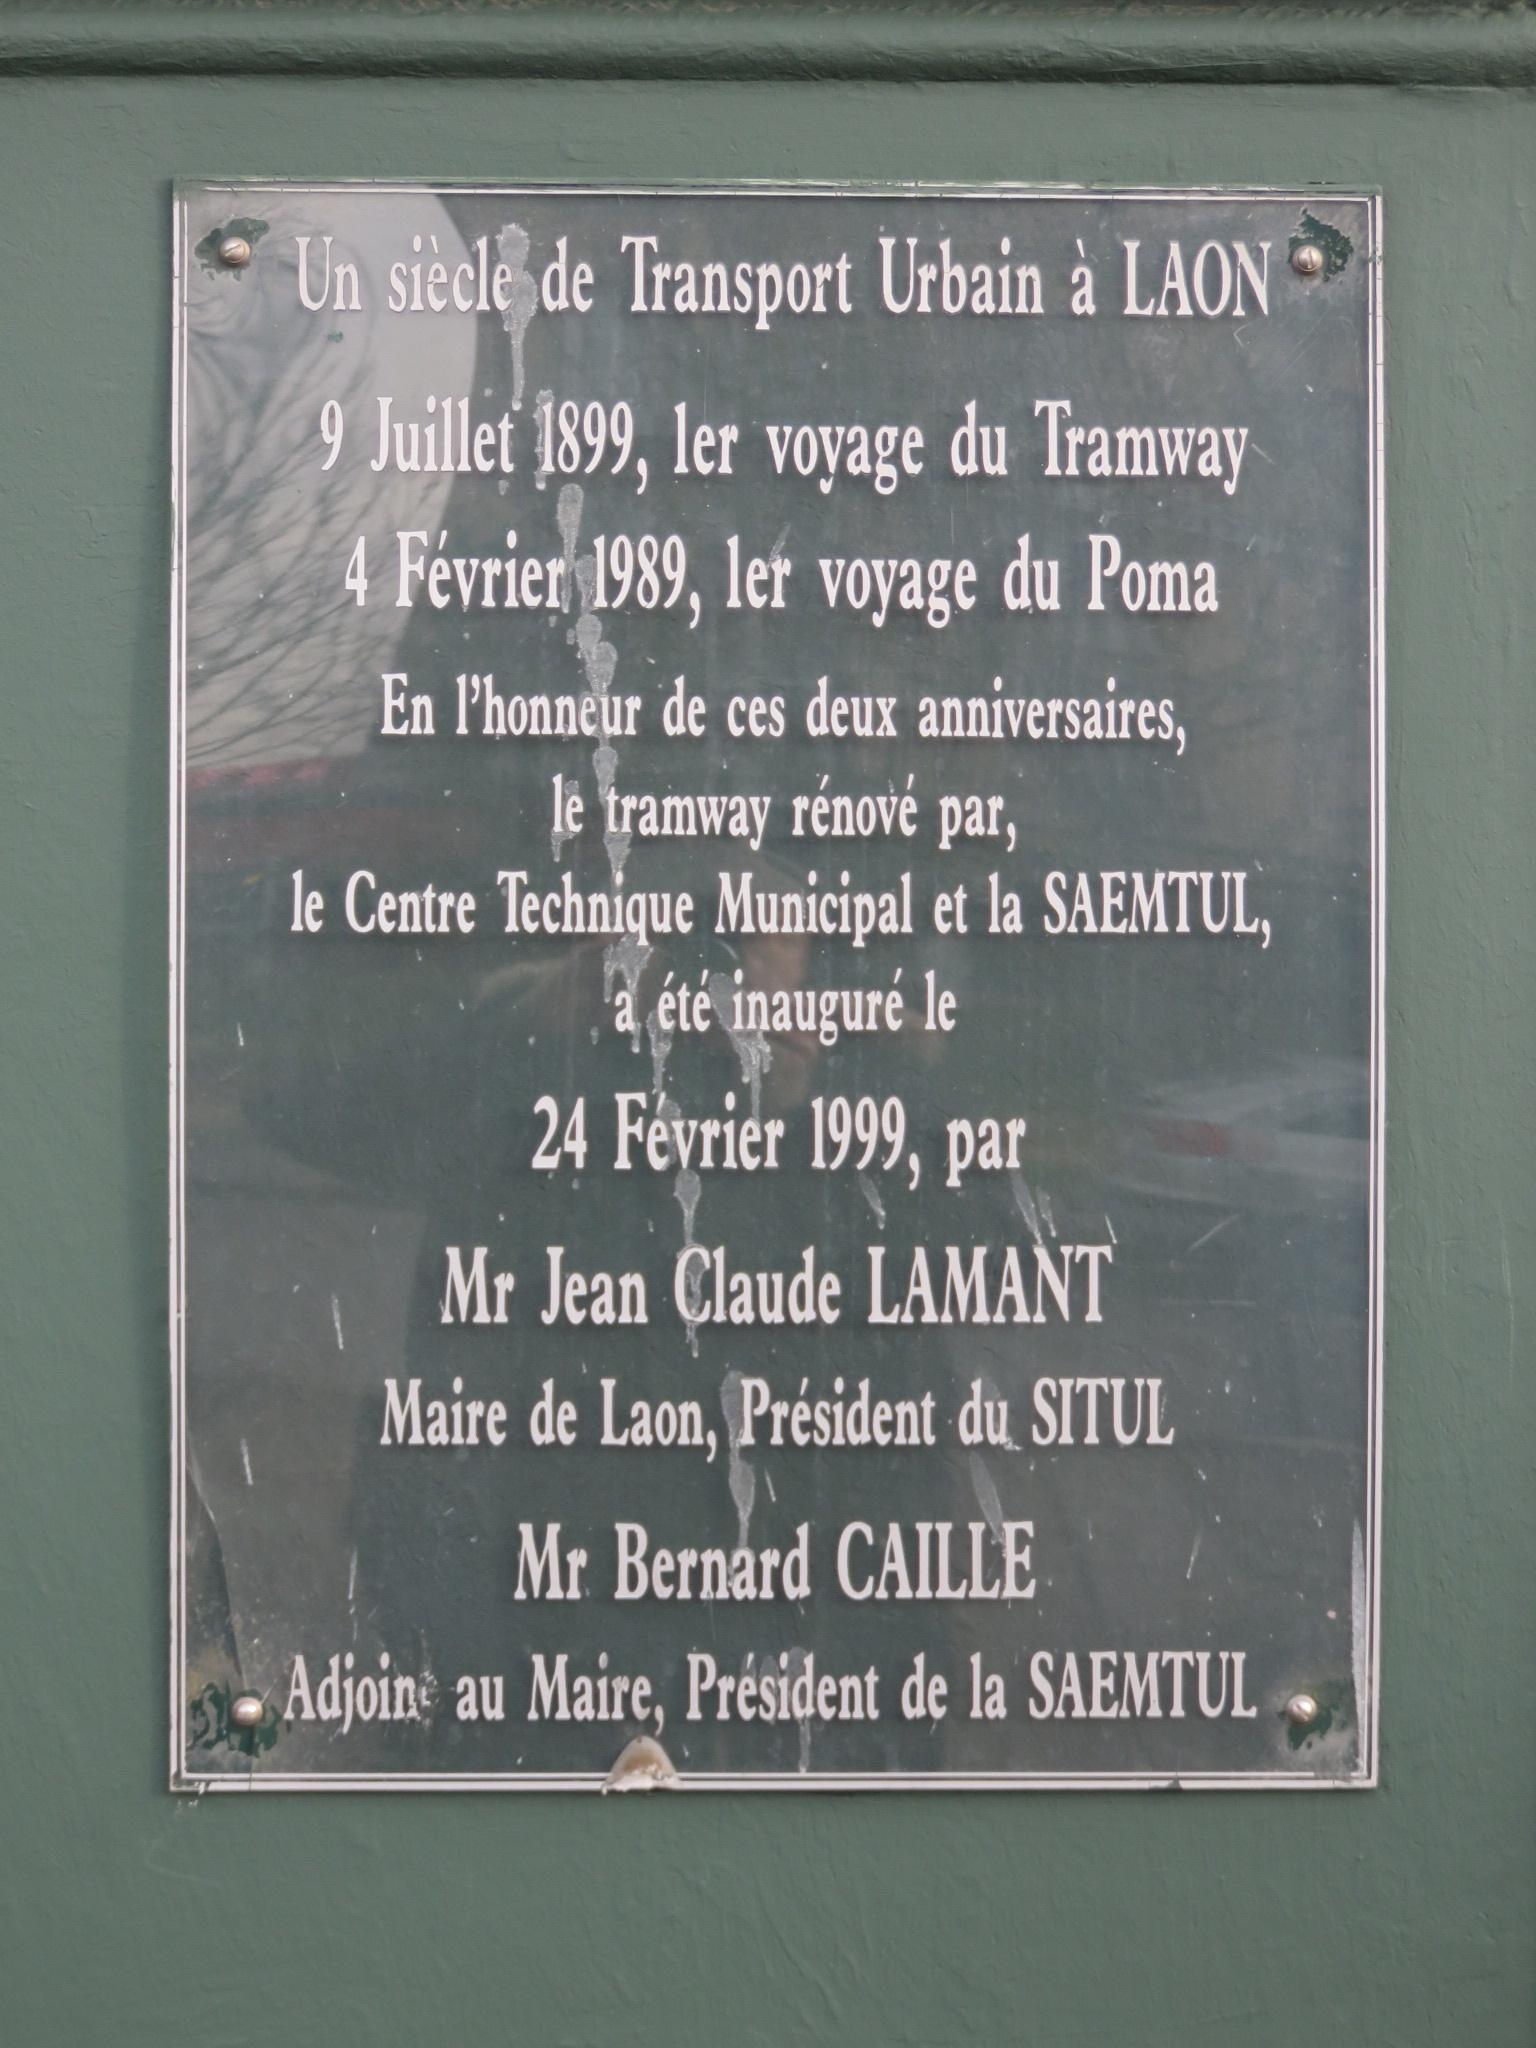 Un siècle de Transport Urbain à LAON
9 Juillet 1899, 1er voyage du Tramway
4 Février 1989, 1er voyage du Poma
En l'honneur de ces deux anniversaires,
le tramway rénové par,
le Centre Technique Municipal et la SAEMTUL,
a été inauguré le
24 Février 1999, par
Mr Jean Claude LAMANT
Maire de Laon, Président du SITUL
Mr Bernard CAILLE
Adjoint au Maire, Président de la SAEMTUL